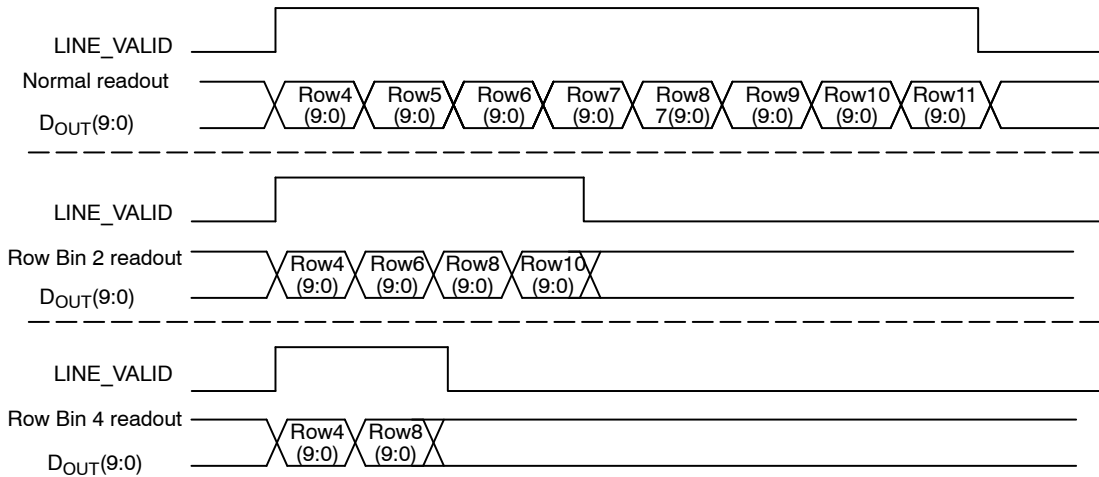 LINE_VALID
Normal readout
Row4 Row5 Row6 Row7 Row8 Row9 Row10 Row11
(9:0) (9:0) (9:0) (9:0) 7(9:0) (9:0) (9:0) (9:0)
DOUT(9:0)
LINE_VALID
Row Bin 2 readout
Row4 Row6 Row8 Row10
(9:0) (9:0) (9:0) (9:0)
DOUT(9:0)
LINE_VALID
Row Bin 4 readout
Row4 Row8
(9:0) (9:0)
DOUT(9:0)